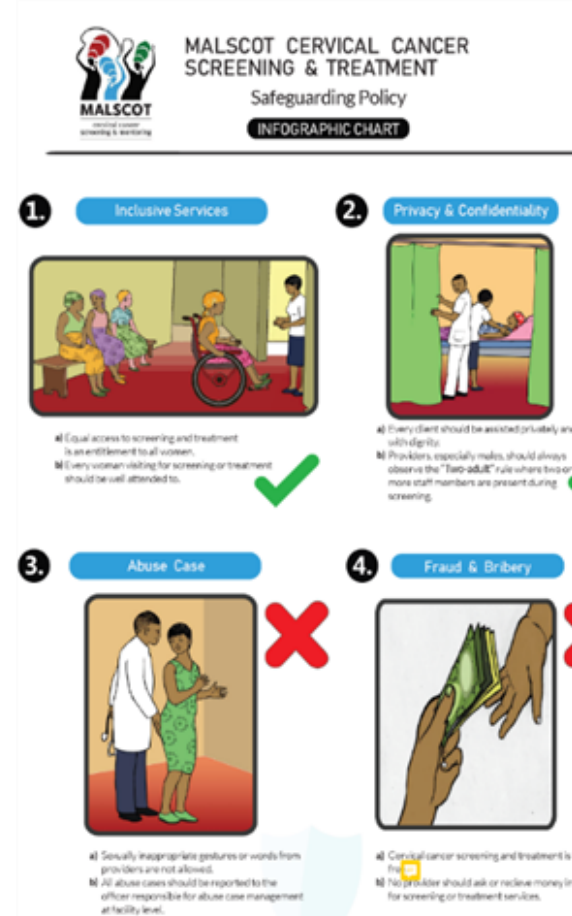 MALSCOT CERVICAL CANCER
SCREENING & TREATMENT
Safeguarding Policy
INFOGRAPHIC CHART
MALSCOT
cervical cancer
screening & mentoring
1.
Inclusive Services
a) Equal access to screening and treatment
is an entitlement to all women.
b) Every woman visiting for screening or treatment
should be well attended to.
2.
Privacy & Confidentiality
a) Every client should be assisted privately and
with dignity.
b) Providers, especially males, should always
observe the "Two-adult" rule where two or
more staff members are present during
screening.
3.
Abuse Case
a) Sexually inappropriate gestures or words from
providers are not allowed.
b) All abuse cases should be reported to the
officer responsible for abuse case management
at facility level.
4.
Fraud & Bribery
a) Cervical cancer screening and treatment is
b) No provider should ask or recieve money in
for screening or treatment services.